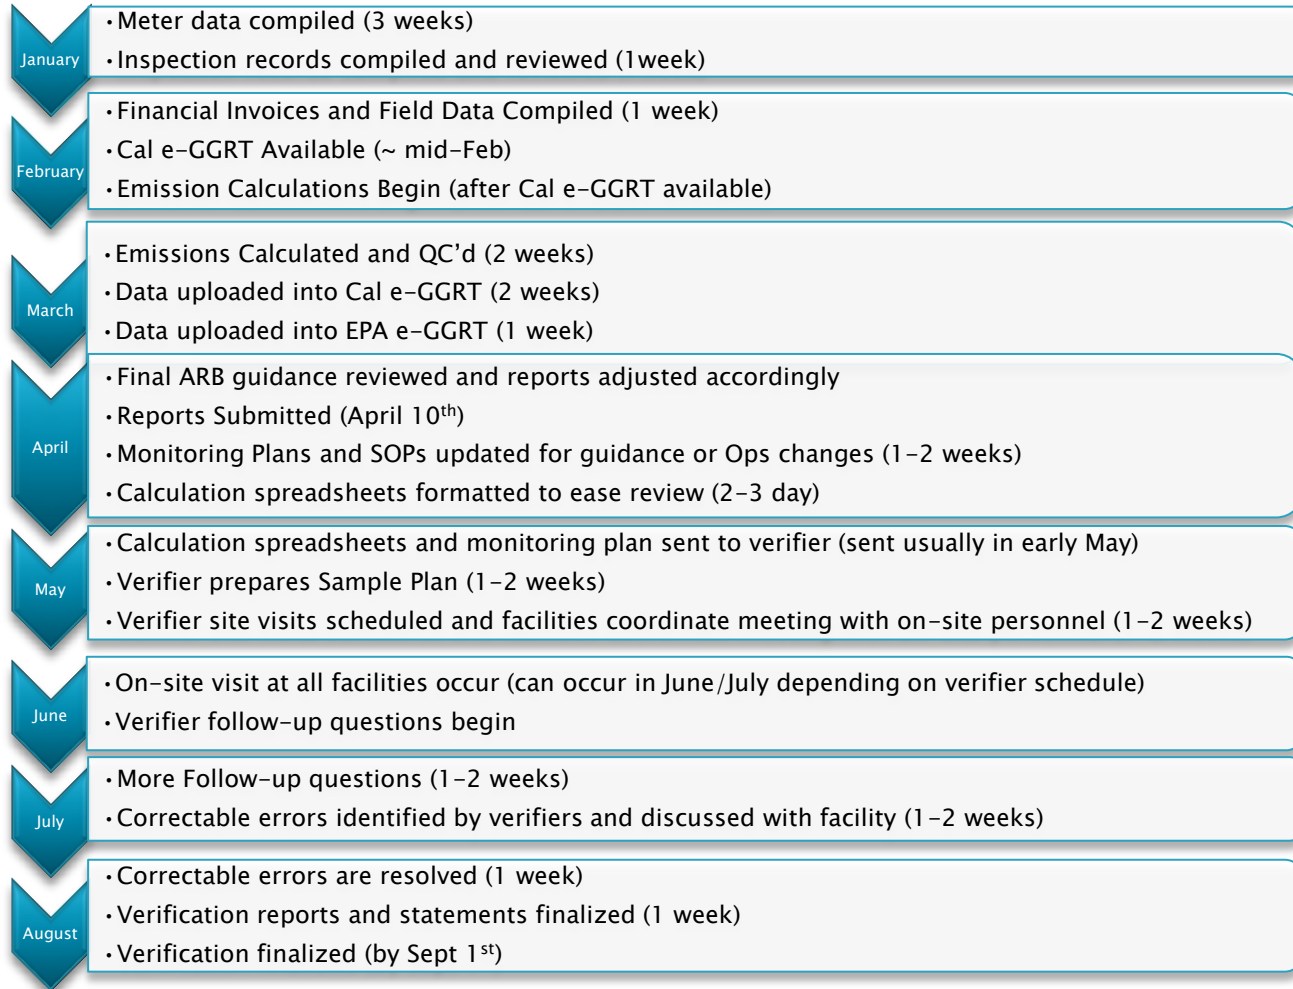 January
•Meter data compiled (3 weeks)
•Inspection records compiled and reviewed (1week)
February
•Financial Invoices and Field Data Compiled (1 week)
•Cal e-GGRT Available (~ mid-Feb)
•Emission Calculations Begin (after Cal e-GGRT available)
March
•Emissions Calculated and QC’d (2 weeks)
•Data uploaded into Cal e-GGRT (2 weeks)
•Data uploaded into EPA e-GGRT (1 week)
April
•Final ARB guidance reviewed and reports adjusted accordingly
•Reports Submitted (April 10th)
•Monitoring Plans and SOPs updated for guidance or Ops changes (1-2 weeks)
•Calculation spreadsheets formatted to ease review (2-3 day)
May
•Calculation spreadsheets and monitoring plan sent to verifier (sent usually in early May)
•Verifier prepares Sample Plan (1-2 weeks)
•Verifier site visits scheduled and facilities coordinate meeting with on-site personnel (1-2 weeks)
June
•On-site visit at all facilities occur (can occur in June/July depending on verifier schedule)
•Verifier follow-up questions begin
July
•More Follow-up questions (1-2 weeks)
•Correctable errors identified by verifiers and discussed with facility (1-2 weeks)
August
•Correctable errors are resolved (1 week)
•Verification reports and statements finalized (1 week)
•Verification finalized (by Sept 1st)